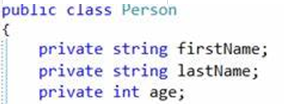 public class Person
{
private string firstName;
private string lastName;
private int age;